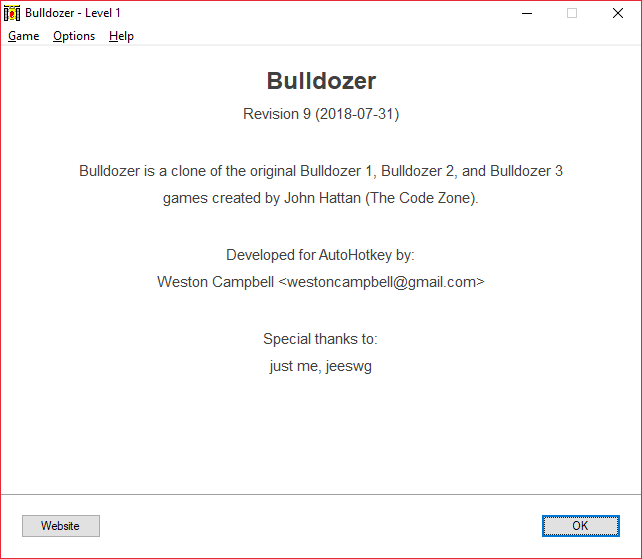 Bulldozer - Level 1
Game Options Help
Bulldozer
Revision 9 (2018-07-31)
Bulldozer is a clone of the original Bulldozer 1, Bulldozer 2, and Bulldozer 3
games created by John Hattan (The Code Zone).
Developed for AutoHotkey by:
Weston Campbell <westoncampbell@gmail.com>
Special thanks to:
just me, jeeswg
Website OK